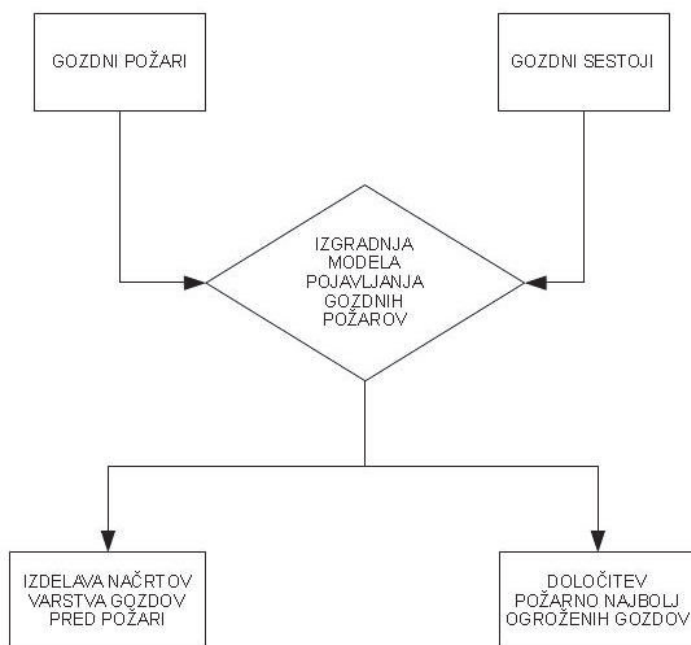 GOZDNI POŽARI
GOZDNI SESTOJI
IZGRADNJA
MODELA
POJAVLJANJA
GOZDNIH
POŽAROV
IZDELAVA NAČRTOV
VARSTVA GOZDOV
PRED POŽARI
DOLOČITEV
POŽARNO NAJBOLJ
OGROŽENIH GOZDOV